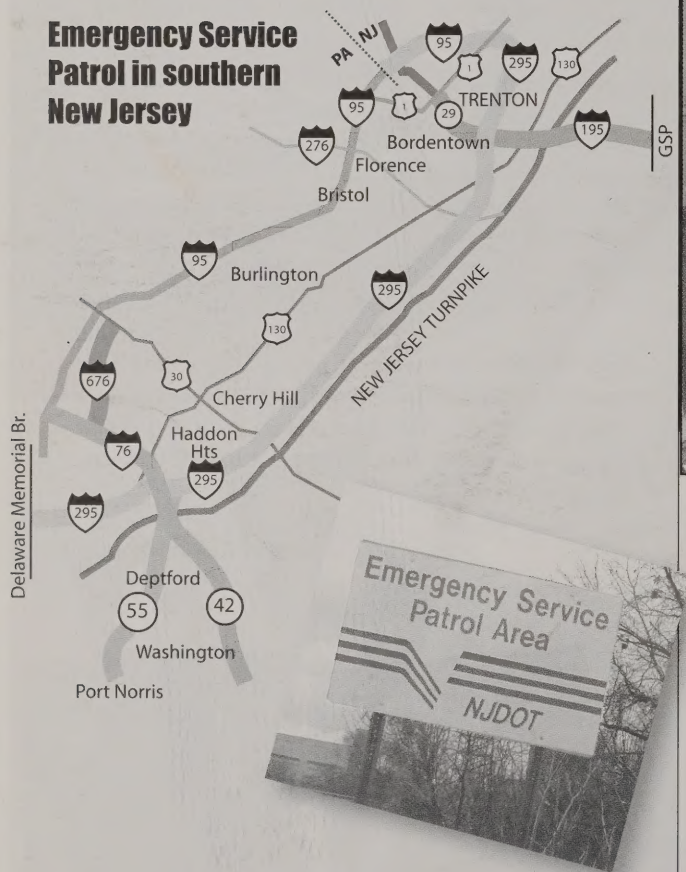 Emergency Service
Patrol in southern
New Jersey
PA NJ
95
1
295
130
TRENTON
95
1
29
195
GSP
276
Bordentown
Florence
Bristol
95
Burlington
295
130
NEW JERSEY TURNPIKE
30
676
Cherry Hill
Haddon
Hts
76
295
295
Delaware Memorial Br.
Deptford
55
42
Washington
Port Norris
Emergency Service
Patrol Area
NJDOT